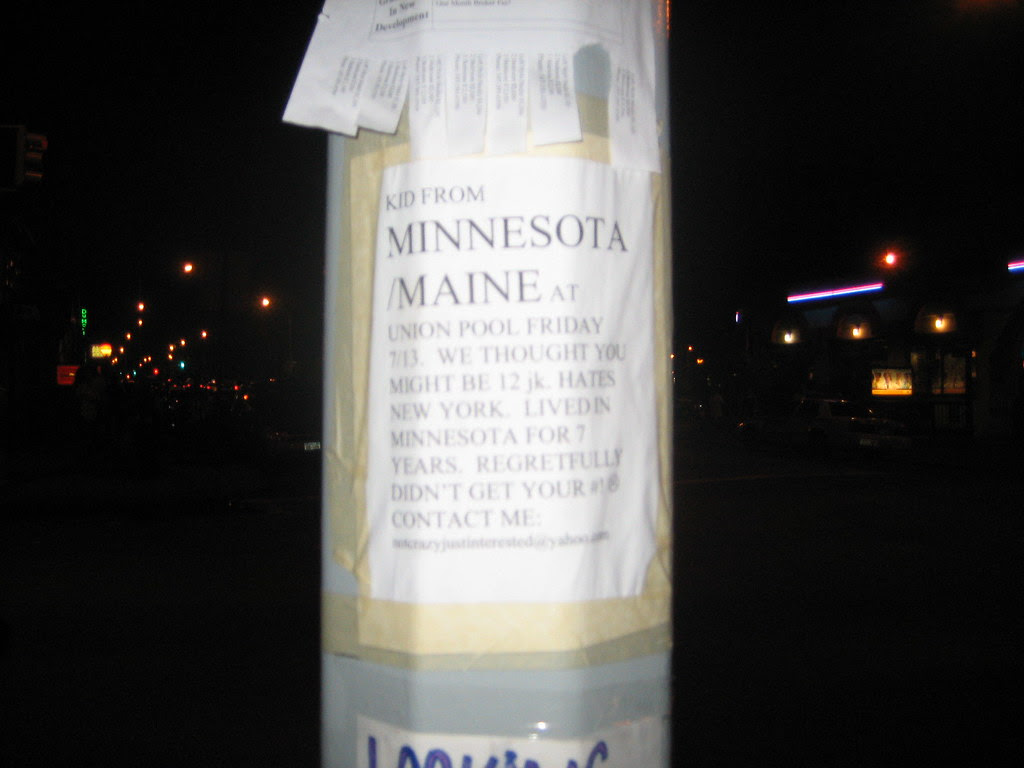 In New
Development
KID FROM
MINNESOTA
/MAINE AT
UNION POOL FRIDAY
7/13. WE THOUGHT YOU
MIGHT BE 12 jk. HATES
NEW YORK. LIVED IN
MINNESOTA FOR 7
YEARS. REGRETFULLY
DIDN'T GET YOUR #!
CONTACT ME:
notcrazyjustinterested@yahoo.com
LOOKING